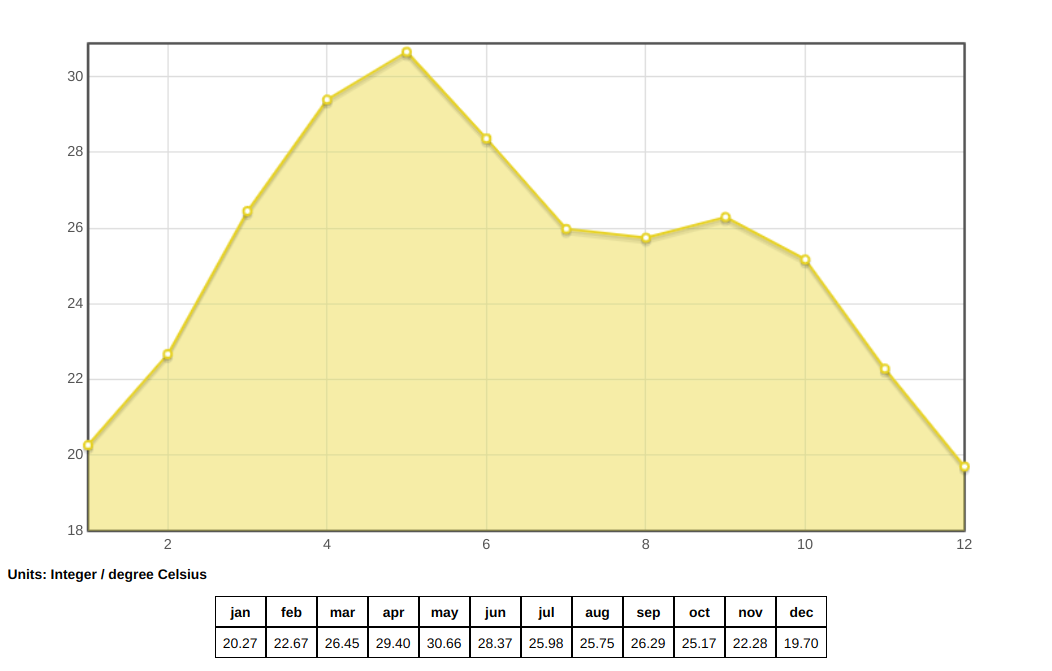 30
28
26
24
22
20
18
2 4 6 8 10 12
Units: Integer / degree Celsius
jan feb mar apr may jun jul aug sep oct nov dec
20.27 22.67 26.45 29.40 30.66 28.37 25.98 25.75 26.29 25.17 22.28 19.70